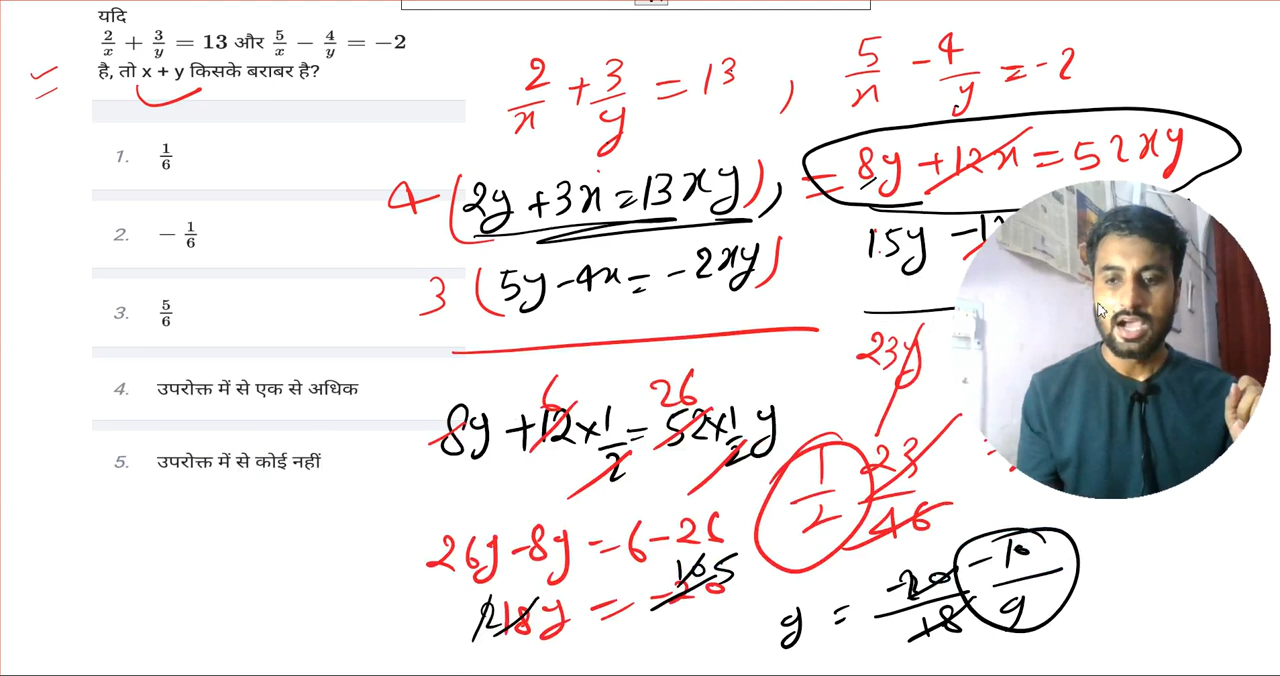 यदि
2/x + 3/y = 13 और 5/x − 4/y = −2
है, तो x + y किसके बराबर है?
1. 1/6
2. − 1/6
3. 5/6
4. उपरोक्त में से एक से अधिक
5. उपरोक्त में से कोई नहीं
2/x + 3/y = 13 , 5/x − 4/y = −2
4 (2y + 3x = 13xy) , = 8y + 12x = 52xy
3 (5y − 4x = −2xy) 15y − 12
23y
8y + 12 × 1/2 = 52 × 1/2 y
6 26
1/2 23/46
26y − 8y = 6 − 26
18y = −20
y = −20/18 −10/9